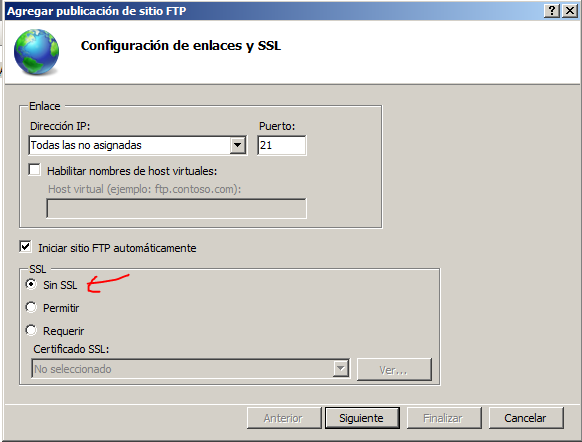 Agregar publicación de sitio FTP
Configuración de enlaces y SSL
Enlace
Dirección IP: Puerto:
Todas las no asignadas 21
Habilitar nombres de host virtuales:
Host virtual (ejemplo: ftp.contoso.com):
Iniciar sitio FTP automáticamente
SSL
Sin SSL
Permitir
Requerir
Certificado SSL:
No seleccionado Ver...
Anterior Siguiente Finalizar Cancelar